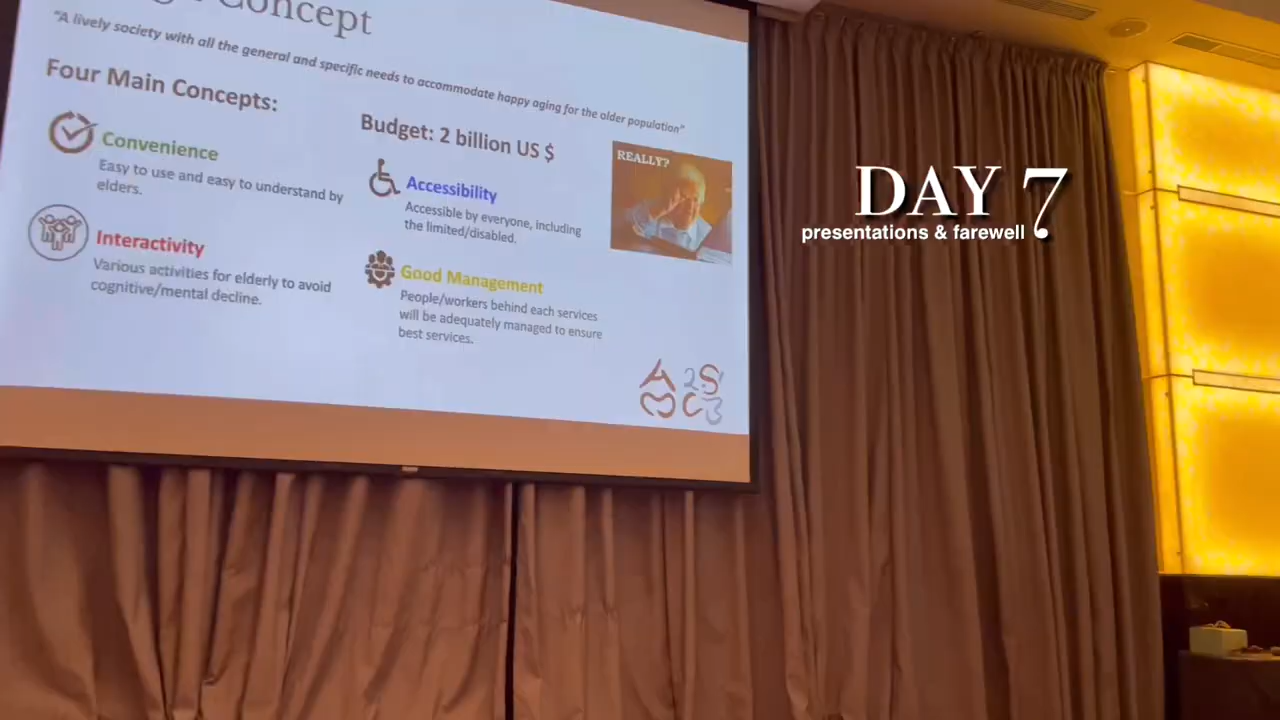 Concept
"A lively society with all the general and specific needs to accommodate happy aging for the older population"
Four Main Concepts:
Convenience
Easy to use and easy to understand by
elders.
Interactivity
Various activities for elderly to avoid
cognitive/mental decline.
Budget: 2 billion US $
Accessibility
Accessible by everyone, including
the limited/disabled.
Good Management
People/workers behind each services
will be adequately managed to ensure
best services.
REALLY?
A 2S
M C3
DAY 7
presentations & farewell